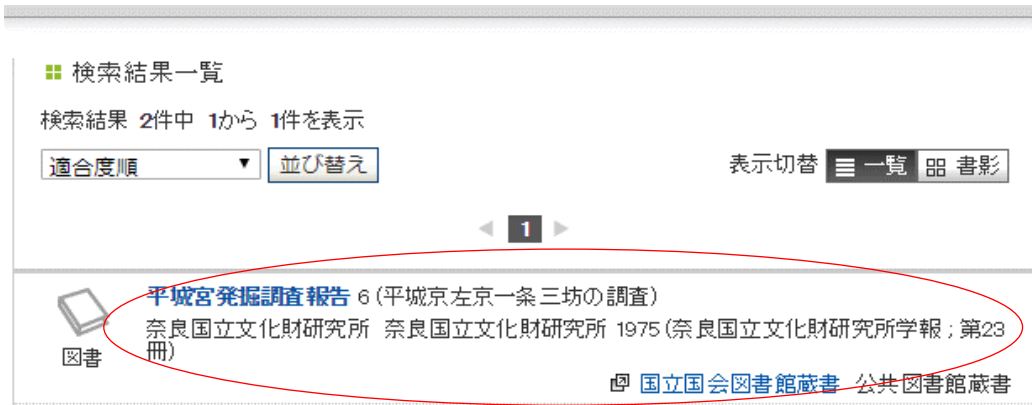 検索結果一覧
検索結果 2件中 1から 1件を表示
適合度順 ▼ 並び替え 表示切替 一覧 書影
1
平城宮発掘調査報告 6 (平城京左京一条三坊の調査)
奈良国立文化財研究所 奈良国立文化財研究所 1975 (奈良国立文化財研究所学報 ; 第23
冊)
図書
国立国会図書館蔵書 公共図書館蔵書